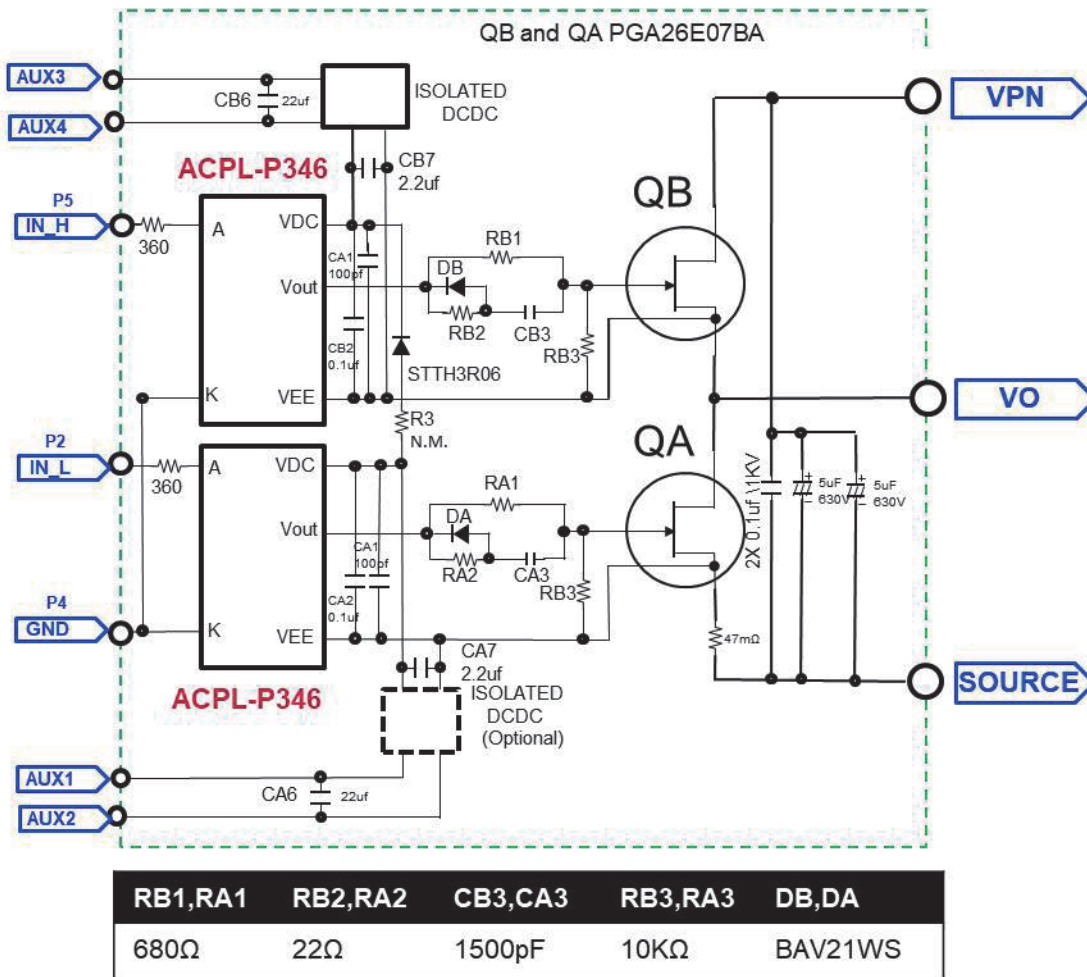 QB and QA PGA26E07BA
AUX3
CB6
22uf
ISOLATED
DCDC
VPN
AUX4
ACPL-P346
CB7
2.2uf
P5
IN_H
360
A
VDC
QB
CA1
100pf
RB1
Vout
DB
RB2
CB3
CB2
0.1uf
RB3
STTH3R06
K
VEE
VO
R3
N.M.
P2
IN_L
360
A
VDC
QA
RA1
2X 0.1uf \1KV
5uF
630V
5uF
630V
Vout
DA
CA1
100pf
RA2
CA3
CA2
0.1uf
RB3
P4
GND
K
VEE
47mΩ
CA7
2.2uf
ACPL-P346
ISOLATED
DCDC
(Optional)
SOURCE
AUX1
CA6
22uf
AUX2
RB1,RA1 RB2,RA2 CB3,CA3 RB3,RA3 DB,DA
680Ω 22Ω 1500pF 10KΩ BAV21WS